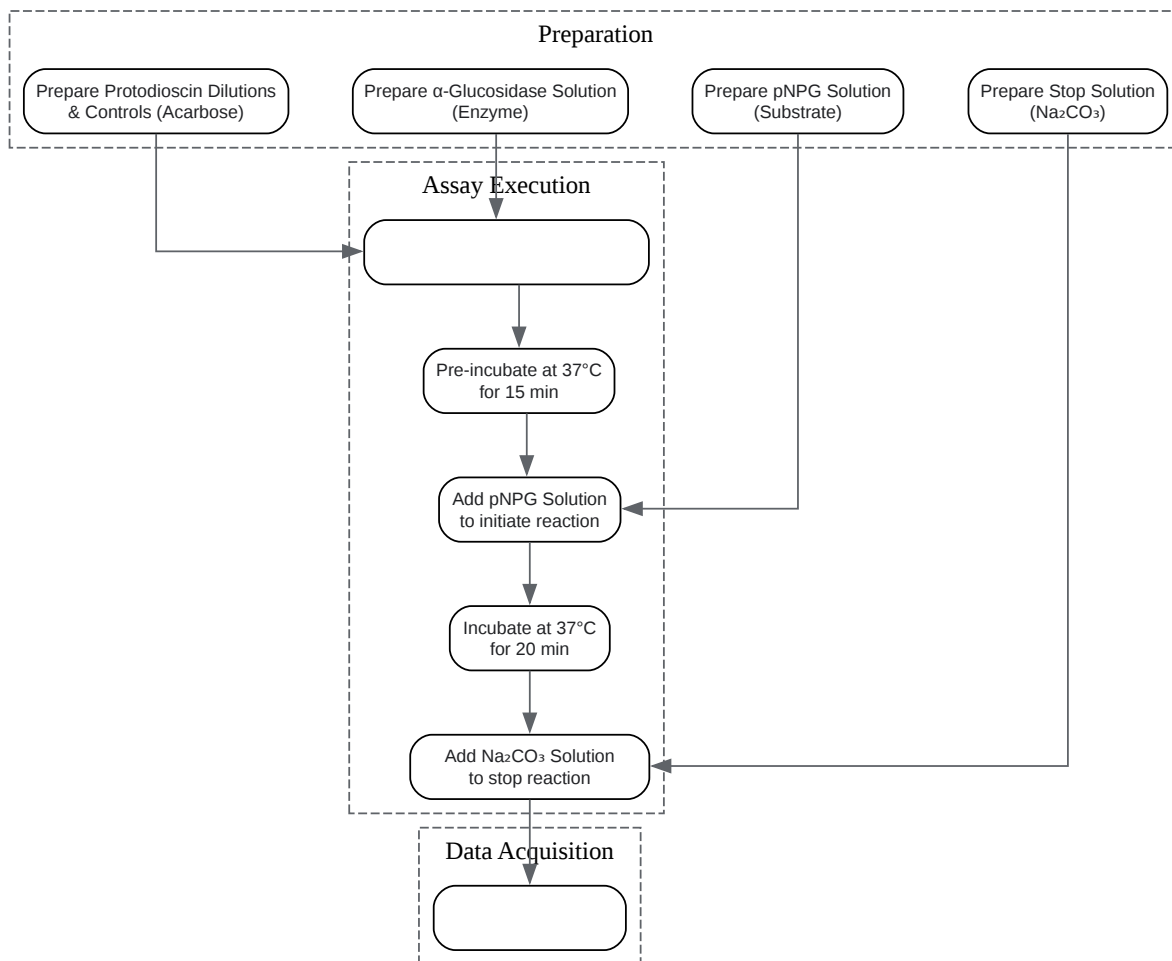 Preparation
Prepare Protodioscin Dilutions
& Controls (Acarbose)
Prepare α-Glucosidase Solution
(Enzyme)
Prepare pNPG Solution
(Substrate)
Prepare Stop Solution
(Na₂CO₃)
Assay Execution
Pre-incubate at 37°C
for 15 min
Add pNPG Solution
to initiate reaction
Incubate at 37°C
for 20 min
Add Na₂CO₃ Solution
to stop reaction
Data Acquisition